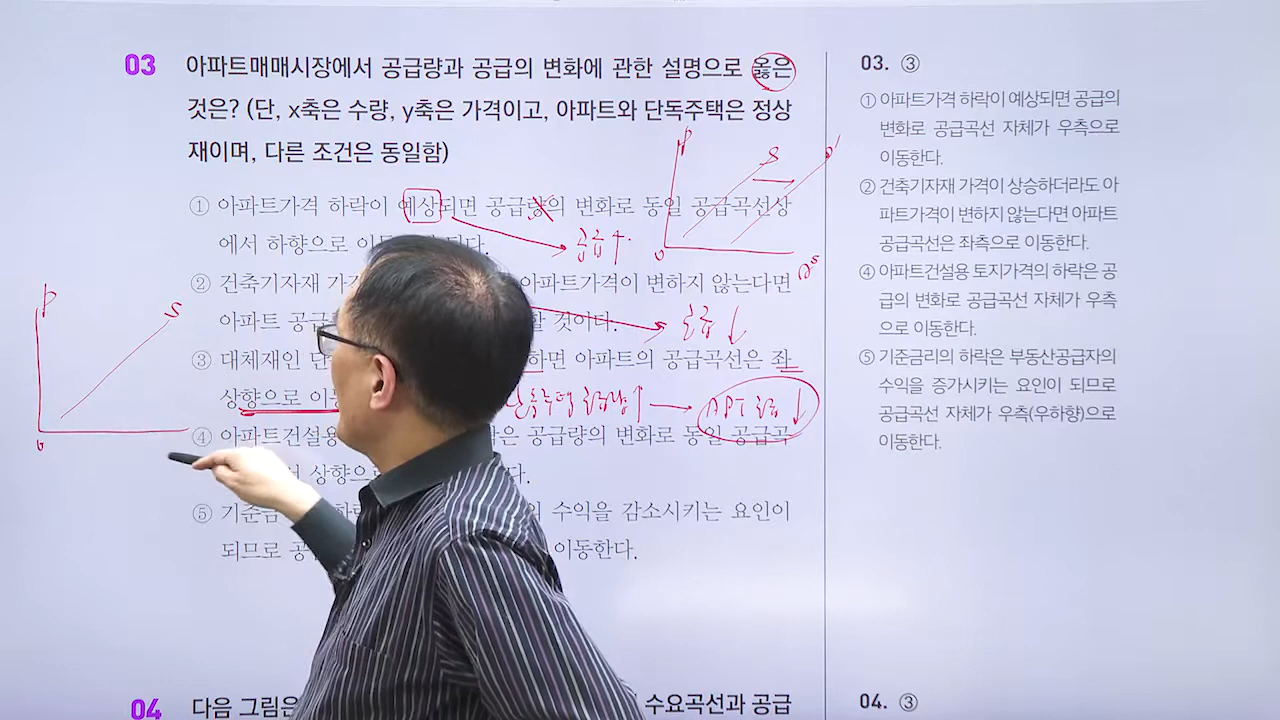 03 아파트매매시장에서 공급량과 공급의 변화에 관한 설명으로 옳은
것은? (단, x축은 수량, y축은 가격이고, 아파트와 단독주택은 정상
재이며, 다른 조건은 동일함)
① 아파트가격 하락이 예상되면 공급량의 변화로 동일 공급곡선상
에서 하향으로 된다.
공급↑
② 건축기자재 아파트가격이 변하지 않는다면
아파트 것이다.
공급↓
③ 대체재인 하면 아파트의 공급곡선은 좌
상향으로
단독주택 공급량↑ → APT 공급↓
④ 아파트건설용 공급량의 변화로 동일 공급곡
상향으로
⑤ 수익을 감소시키는 요인이
되므로 이동한다.
P
S
0
P
S
S'
0
Qs
04 다음 그림은 수요곡선과 공급
03. ③
① 아파트가격 하락이 예상되면 공급의
변화로 공급곡선 자체가 우측으로
이동한다.
② 건축기자재 가격이 상승하더라도 아
파트가격이 변하지 않는다면 아파트
공급곡선은 좌측으로 이동한다.
④ 아파트건설용 토지가격의 하락은 공
급의 변화로 공급곡선 자체가 우측
으로 이동한다.
⑤ 기준금리의 하락은 부동산공급자의
수익을 증가시키는 요인이 되므로
공급곡선 자체가 우측(우하향)으로
이동한다.
04. ③